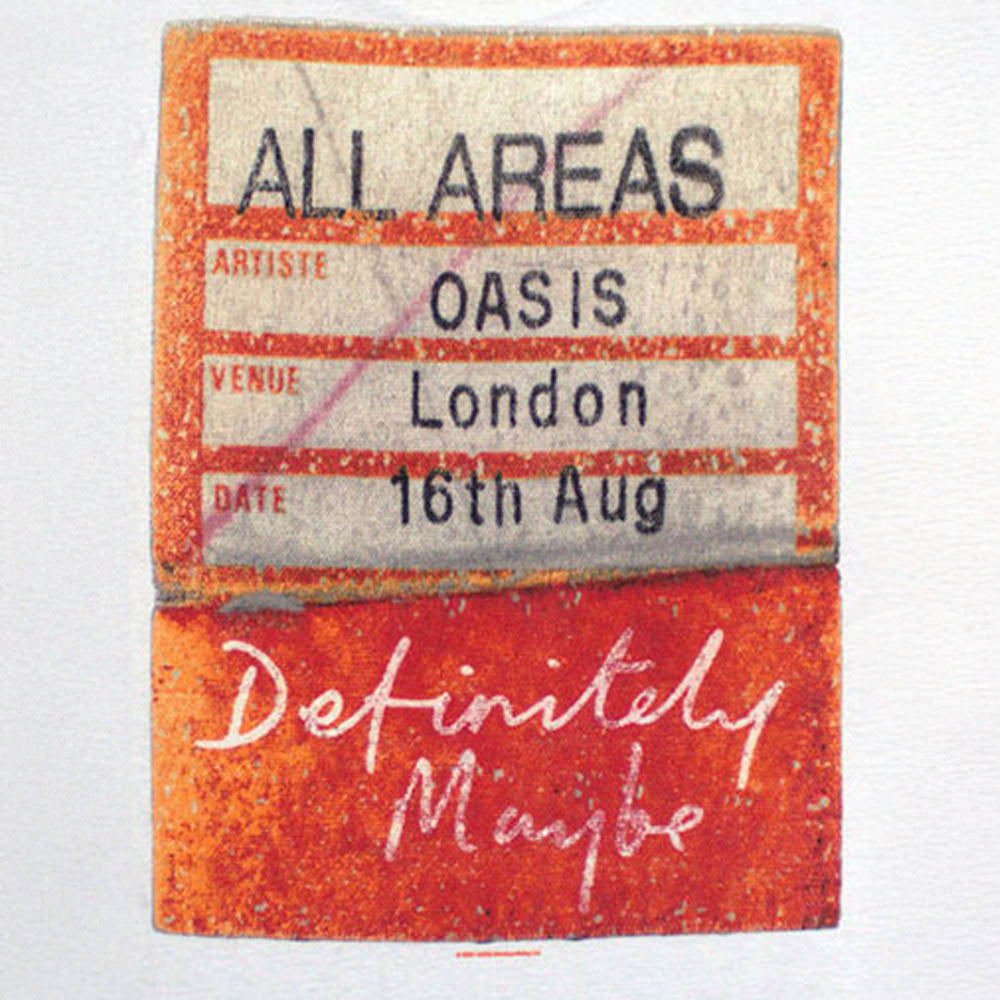 ALL AREAS
ARTISTE
OASIS
VENUE
London
DATE
16th Aug
Definitely
Maybe